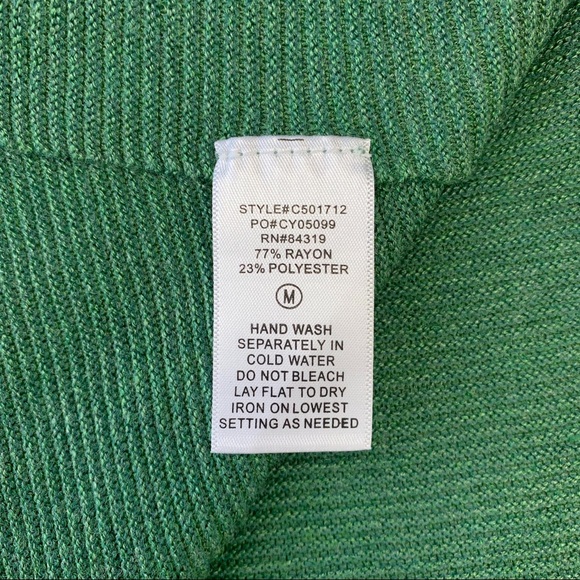 STYLE#C501712
PO#CY05099
RN#84319
77% RAYON
23% POLYESTER
M
HAND WASH
SEPARATELY IN
COLD WATER
DO NOT BLEACH
LAY FLAT TO DRY
IRON ON LOWEST
SETTING AS NEEDED